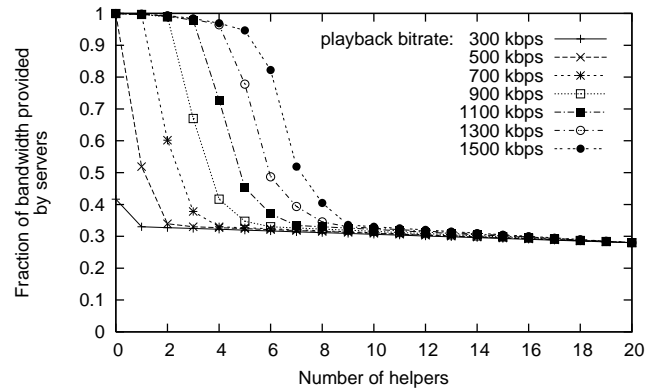 Fraction of bandwidth provided
by servers
1
0.9
0.8
0.7
0.6
0.5
0.4
0.3
0.2
0.1
0
playback bitrate: 300 kbps
500 kbps
700 kbps
900 kbps
1100 kbps
1300 kbps
1500 kbps
0 2 4 6 8 10 12 14 16 18 20
Number of helpers